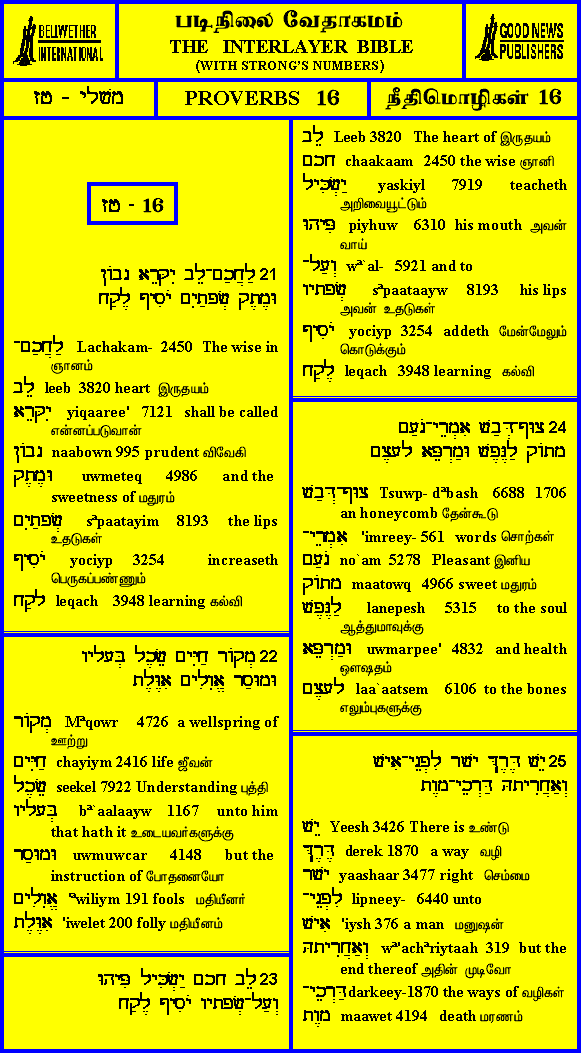 BELLWETHER
INTERNATIONAL
படிநிலை வேதாகமம்
THE INTERLAYER BIBLE
(WITH STRONG'S NUMBERS)
GOOD NEWS
PUBLISHERS
משלי - טז
PROVERBS 16
நீதிமொழிகள் 16
טז - 16
21 לַחֲכַם־לֵב יִקָּרֵא נָבוֹן
וּמֶתֶק שְׂפָתַיִם יֹסִיף לֶקַח
לַחֲכַם־ Lachakam- 2450 The wise in
ஞானம்
לֵב leeb 3820 heart இருதயம்
יִקָּרֵא yiqaaree' 7121 shall be called
என்னப்படுவான்
נָבוֹן naabown 995 prudent விவேகி
וּמֶתֶק uwmeteq 4986 and the
sweetness of மதுரம்
שְׂפָתַיִם sªpaatayim 8193 the lips
உதடுகள்
יֹסִיף yociyp 3254 increaseth
பெருகப்பண்ணும்
לֶקַח leqach 3948 learning கல்வி
22 מְקוֹר חַיִּים שֵׂכֶל בְּעָלָיו
וּמוּסַר אֱוִלִים אִוֶּלֶת
מְקוֹר Mªqowr 4726 a wellspring of
ஊற்று
חַיִּים chayiym 2416 life ஜீவன்
שֵׂכֶל seekel 7922 Understanding புத்தி
בְּעָלָיו bª`aalaayw 1167 unto him
that hath it உடையவர்களுக்கு
וּמוּסַר uwmuwcar 4148 but the
instruction of போதனையோ
אֱוִלִים 'ªwiliym 191 fools மதியீனர்
אִוֶּלֶת 'iwelet 200 folly மதியீனம்
23 לֵב חָכָם יַשְׂכִּיל פִּיהוּ
וְעַל־שְׂפָתָיו יֹסִיף לֶקַח
לֵב Leeb 3820 The heart of இருதயம்
חָכָם chaakaam 2450 the wise ஞானி
יַשְׂכִּיל yaskiyl 7919 teacheth
அறிவையூட்டும்
פִּיהוּ piyhuw 6310 his mouth அவன்
வாய்
וְעַל־ wª`al- 5921 and to
שְׂפָתָיו sªpaataayw 8193 his lips
அவன் உதடுகள்
יֹסִיף yociyp 3254 addeth மேன்மேலும்
கொடுக்கும்
לֶקַח leqach 3948 learning கல்வி
24 צוּף־דְּבַשׁ אִמְרֵי־נֹעַם
מָתוֹק לַנֶּפֶשׁ וּמַרְפֵּא לָעָצֶם
צוּף־דְּבַשׁ Tsuwp- dªbash 6688 1706
an honeycomb தேன்கூடு
אִמְרֵי־ 'imreey- 561 words சொற்கள்
נֹעַם no`am 5278 Pleasant இனிய
מָתוֹק maatowq 4966 sweet மதுரம்
לַנֶּפֶשׁ lanepesh 5315 to the soul
ஆத்துமாவுக்கு
וּמַרְפֵּא uwmarpee' 4832 and health
ஔஷதம்
לָעָצֶם laa`aatsem 6106 to the bones
எலும்புகளுக்கு
25 יֵשׁ דֶּרֶךְ יָשָׁר לִפְנֵי־אִישׁ
וְאַחֲרִיתָהּ דַּרְכֵי־מָוֶת
יֵשׁ Yeesh 3426 There is உண்டு
דֶּרֶךְ derek 1870 a way வழி
יָשָׁר yaashaar 3477 right செம்மை
לִפְנֵי־ lipneey- 6440 unto
אִישׁ 'iysh 376 a man மனுஷன்
וְאַחֲרִיתָהּ wª'achªriytaah 319 but the
end thereof அதின் முடிவோ
דַּרְכֵי־ darkeey-1870 the ways of வழிகள்
מָוֶת maawet 4194 death மரணம்